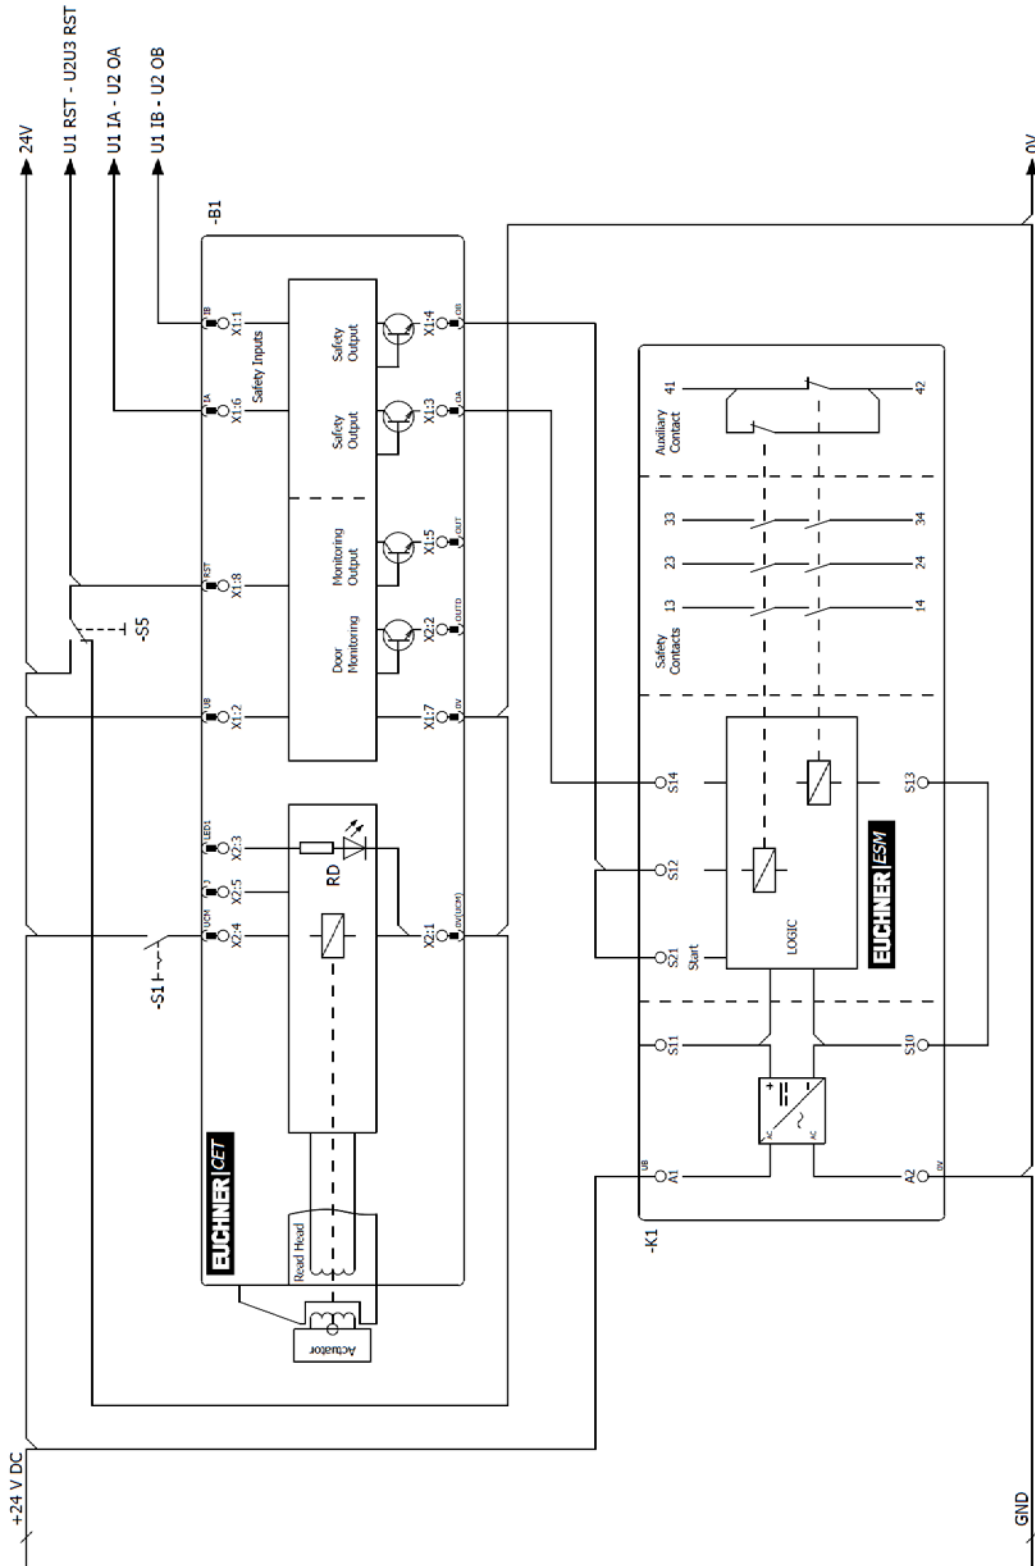 +24 V DC
24V
U1 RST - U2U3 RST
U1 IA - U2 OA
U1 IB - U2 OB
-S5
-S1
-B1
UCM
X2:4
J
X2:5
LED1
X2:3
UB
X1:2
RST
X1:8
IA
X1:6
IB
X1:1
Safety Inputs
EUCHNER|CET
Read Head
Actuator
RD
Door
Monitoring
Monitoring
Output
Safety
Output
Safety
Output
X2:1
0V(UCM)
X1:7
0V
X2:2
OUTD
X1:5
OUT
X1:3
OA
X1:4
OB
-K1
UB
A1
S11
S21
Start
S12
S14
Safety
Contacts
13
23
33
Auxiliary
Contact
41
AC
AC
+
-
~
LOGIC
EUCHNER|ESM
A2
0V
S10
S13
14
24
34
42
GND
0V